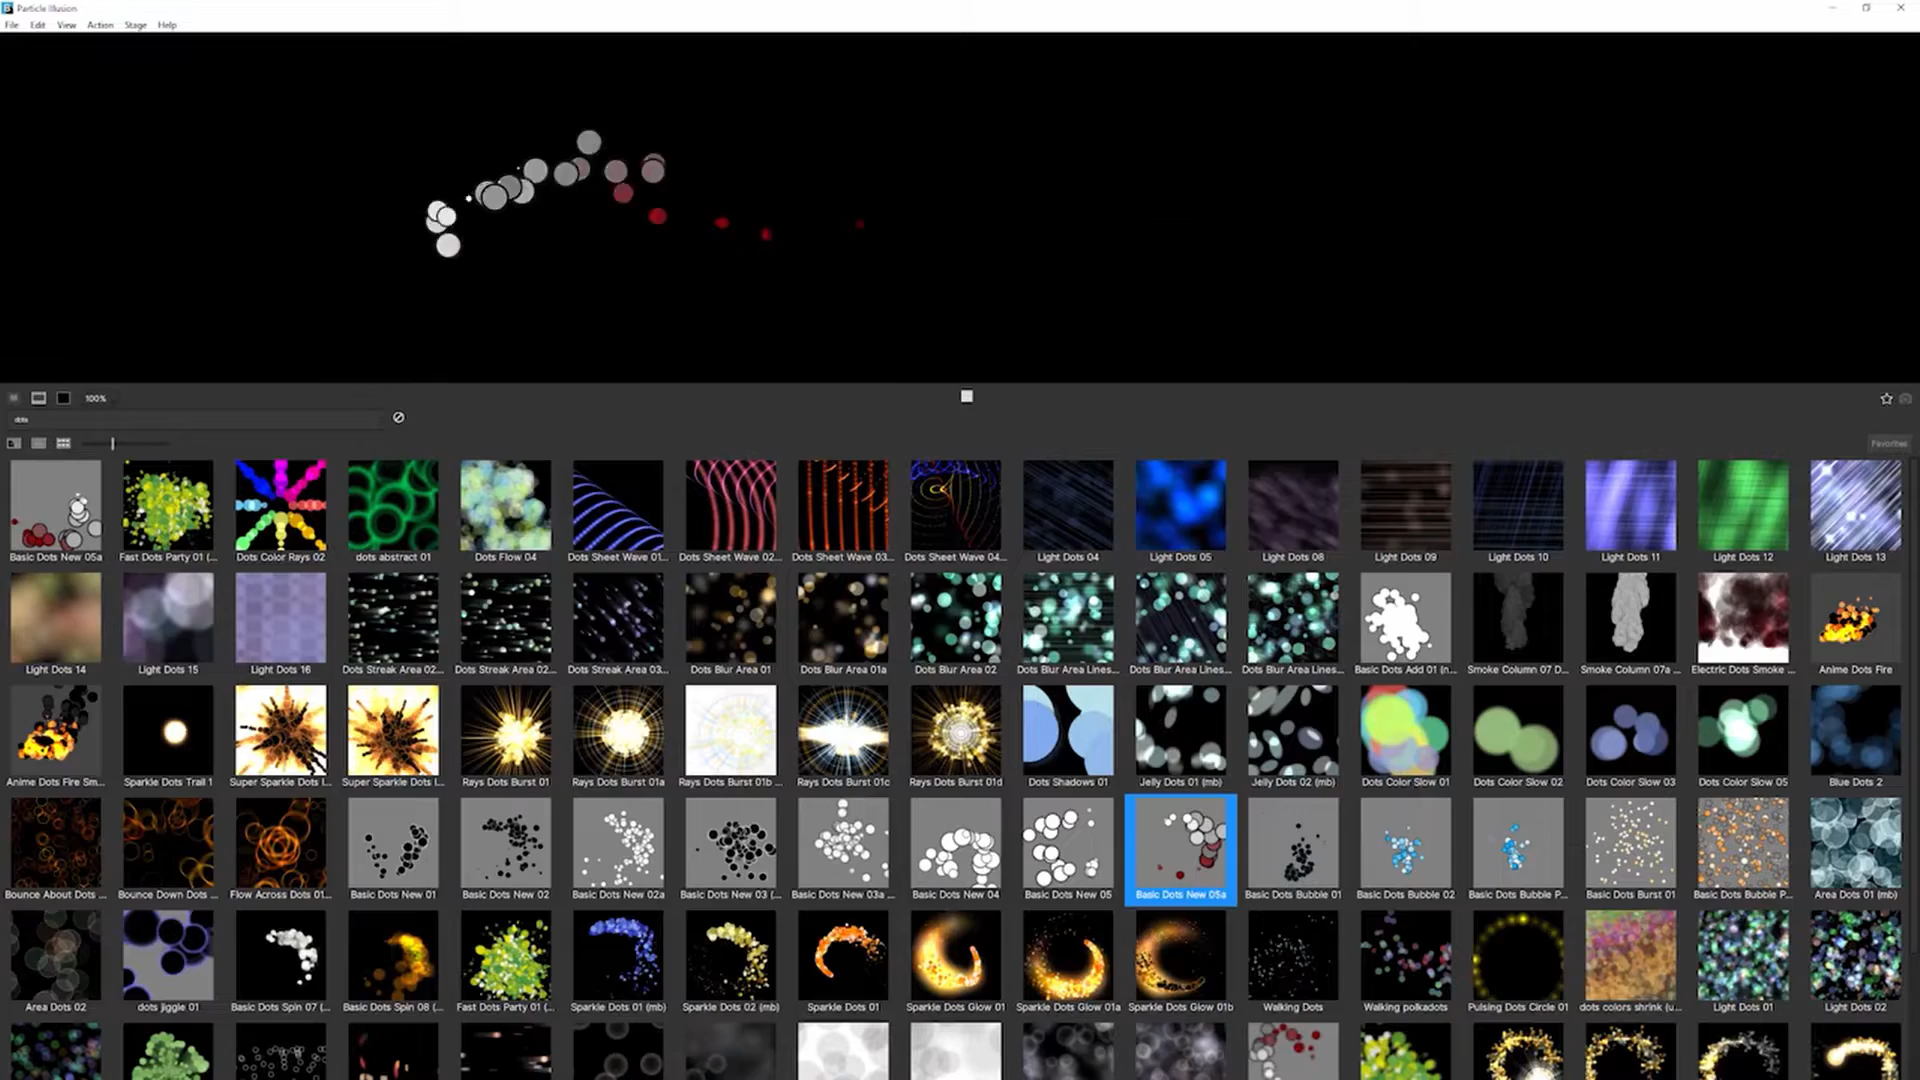 Particle Illusion
File Edit View Action Stage Help
100%
dots
Favorites
Basic Dots New 05a Fast Dots Party 01 (... Dots Color Rays 02 dots abstract 01 Dots Flow 04 Dots Sheet Wave 01... Dots Sheet Wave 02... Dots Sheet Wave 03... Dots Sheet Wave 04... Light Dots 04 Light Dots 05 Light Dots 08 Light Dots 09 Light Dots 10 Light Dots 11 Light Dots 12 Light Dots 13
Light Dots 14 Light Dots 15 Light Dots 16 Dots Streak Area 02... Dots Streak Area 02... Dots Streak Area 03... Dots Blur Area 01 Dots Blur Area 01a Dots Blur Area 02 Dots Blur Area Lines... Dots Blur Area Lines... Dots Blur Area Lines... Basic Dots Add 01 (n... Smoke Column 07 D... Smoke Column 07a ... Electric Dots Smoke ... Anime Dots Fire
Anime Dots Fire Sm... Sparkle Dots Trail 1 Super Sparkle Dots I... Super Sparkle Dots I... Rays Dots Burst 01 Rays Dots Burst 01a Rays Dots Burst 01b ... Rays Dots Burst 01c Rays Dots Burst 01d Dots Shadows 01 Jelly Dots 01 (mb) Jelly Dots 02 (mb) Dots Color Slow 01 Dots Color Slow 02 Dots Color Slow 03 Dots Color Slow 05 Blue Dots 2
Bounce About Dots ... Bounce Down Dots ... Flow Across Dots 01... Basic Dots New 01 Basic Dots New 02 Basic Dots New 02a Basic Dots New 03 (... Basic Dots New 03a ... Basic Dots New 04 Basic Dots New 05 Basic Dots New 05a Basic Dots Bubble 01 Basic Dots Bubble 02 Basic Dots Bubble P... Basic Dots Burst 01 Basic Dots Bubble P... Area Dots 01 (mb)
Area Dots 02 dots jiggle 01 Basic Dots Spin 07 (... Basic Dots Spin 08 (... Fast Dots Party 01 (... Sparkle Dots 01 (mb) Sparkle Dots 02 (mb) Sparkle Dots 01 Sparkle Dots Glow 01 Sparkle Dots Glow 01a Sparkle Dots Glow 01b Walking Dots Walking polkadots Pulsing Dots Circle 01 dots colors shrink (u... Light Dots 01 Light Dots 02